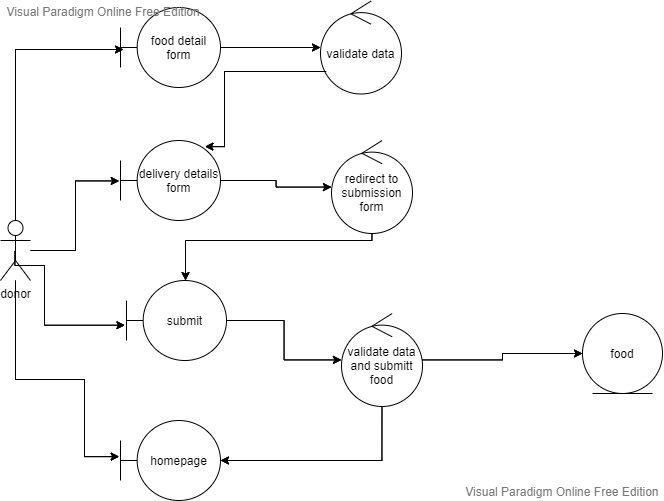 Visual Paradigm Online Free Edition
food detail
form
validate data
delivery details
form
redirect to
submission
form
donor
submit
validate data
and submitt
food
food
homepage
Visual Paradigm Online Free Edition